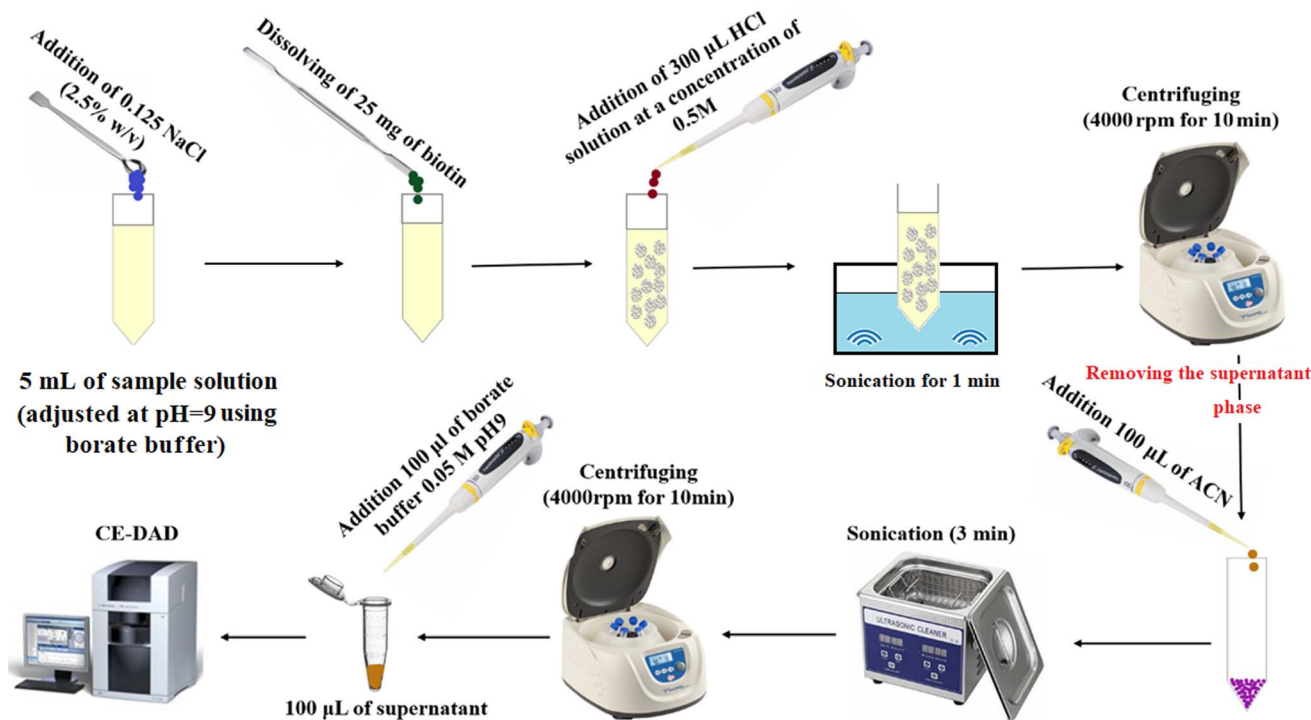 Addition of 0.125 NaCl
(2.5% w/v)
Dissolving of 25 mg of biotin
Addition of 300 µL HCl
solution at a concentration of
0.5M
Centrifuging
(4000 rpm for 10 min)
5 mL of sample solution
(adjusted at pH=9 using
borate buffer)
Sonication for 1 min
Removing the supernatant
phase
Addition 100 µL of ACN
Sonication (3 min)
ULTRASONIC CLEANER
Centrifuging
(4000rpm for 10min)
Addition 100 µl of borate
buffer 0.05 M pH9
100 µL of supernatant
CE-DAD